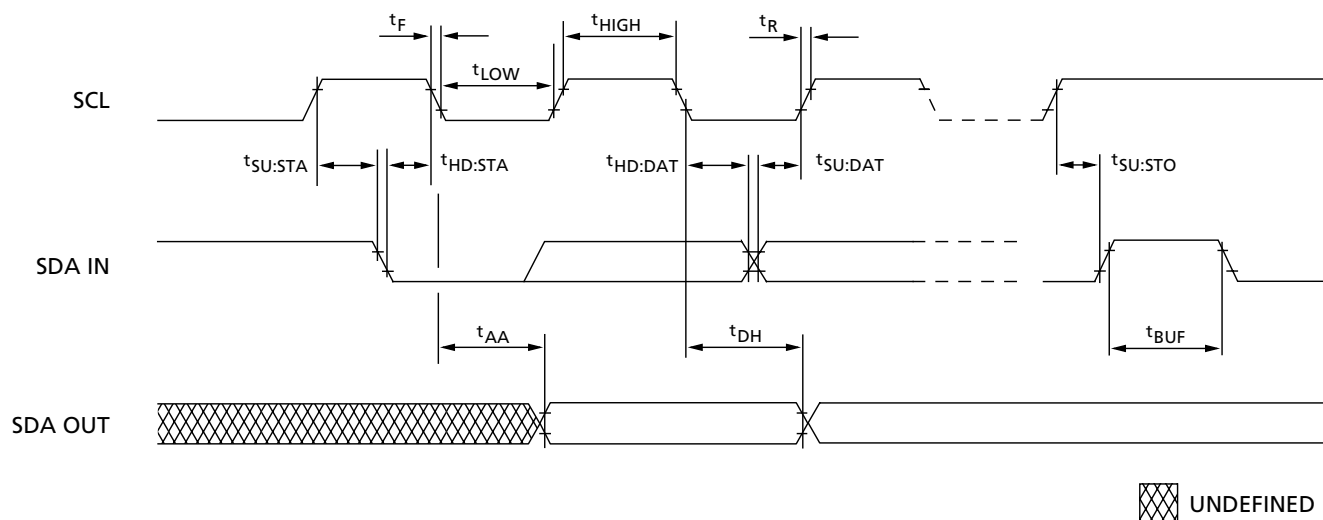 tF
tHIGH
tR
tLOW
SCL
tSU:STA
tHD:STA
tHD:DAT
tSU:DAT
tSU:STO
SDA IN
tAA
tDH
tBUF
SDA OUT
UNDEFINED